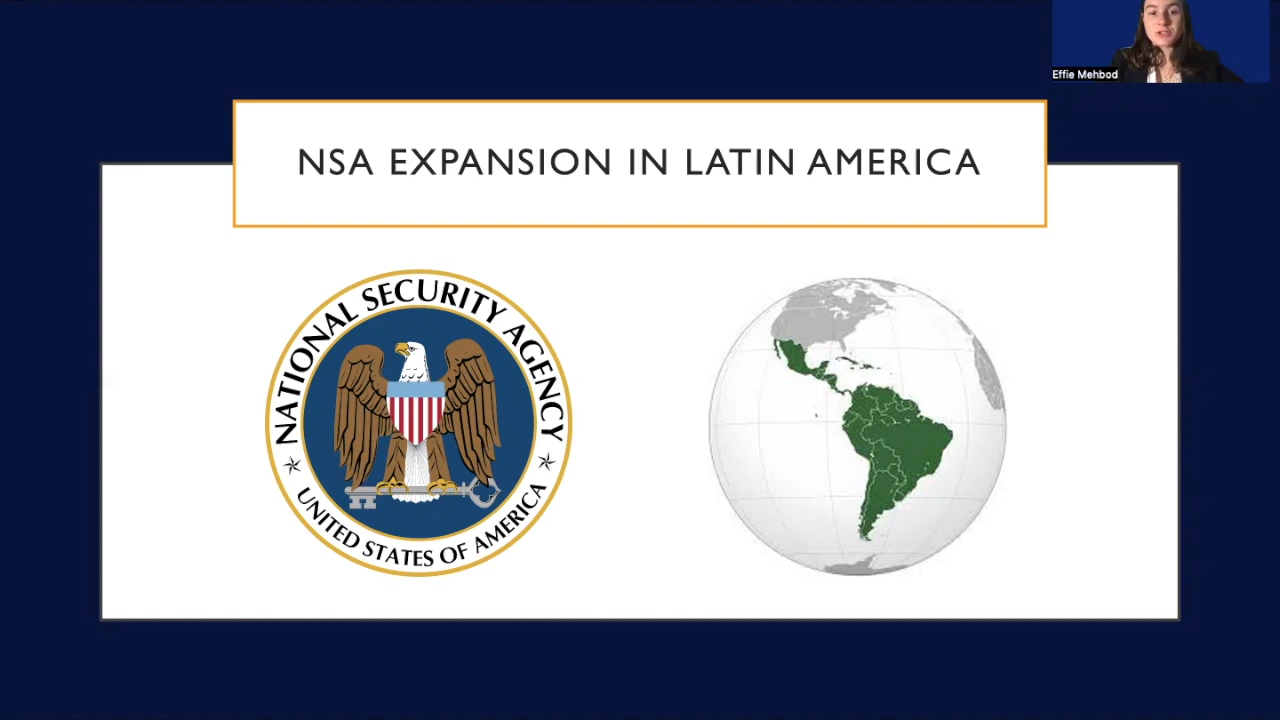 Effie Mehbod
NSA EXPANSION IN LATIN AMERICA
NATIONAL SECURITY AGENCY
UNITED STATES OF AMERICA